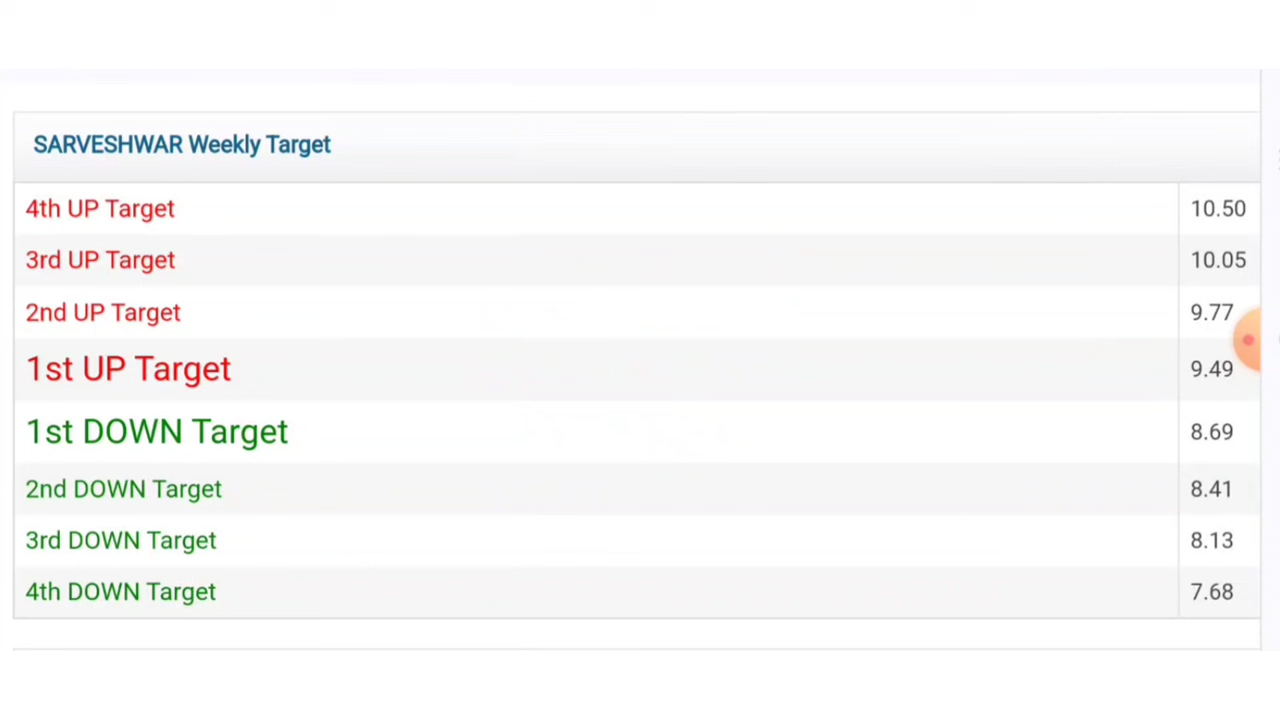 SARVESHWAR Weekly Target
4th UP Target 10.50
3rd UP Target 10.05
2nd UP Target 9.77
1st UP Target 9.49
1st DOWN Target 8.69
2nd DOWN Target 8.41
3rd DOWN Target 8.13
4th DOWN Target 7.68